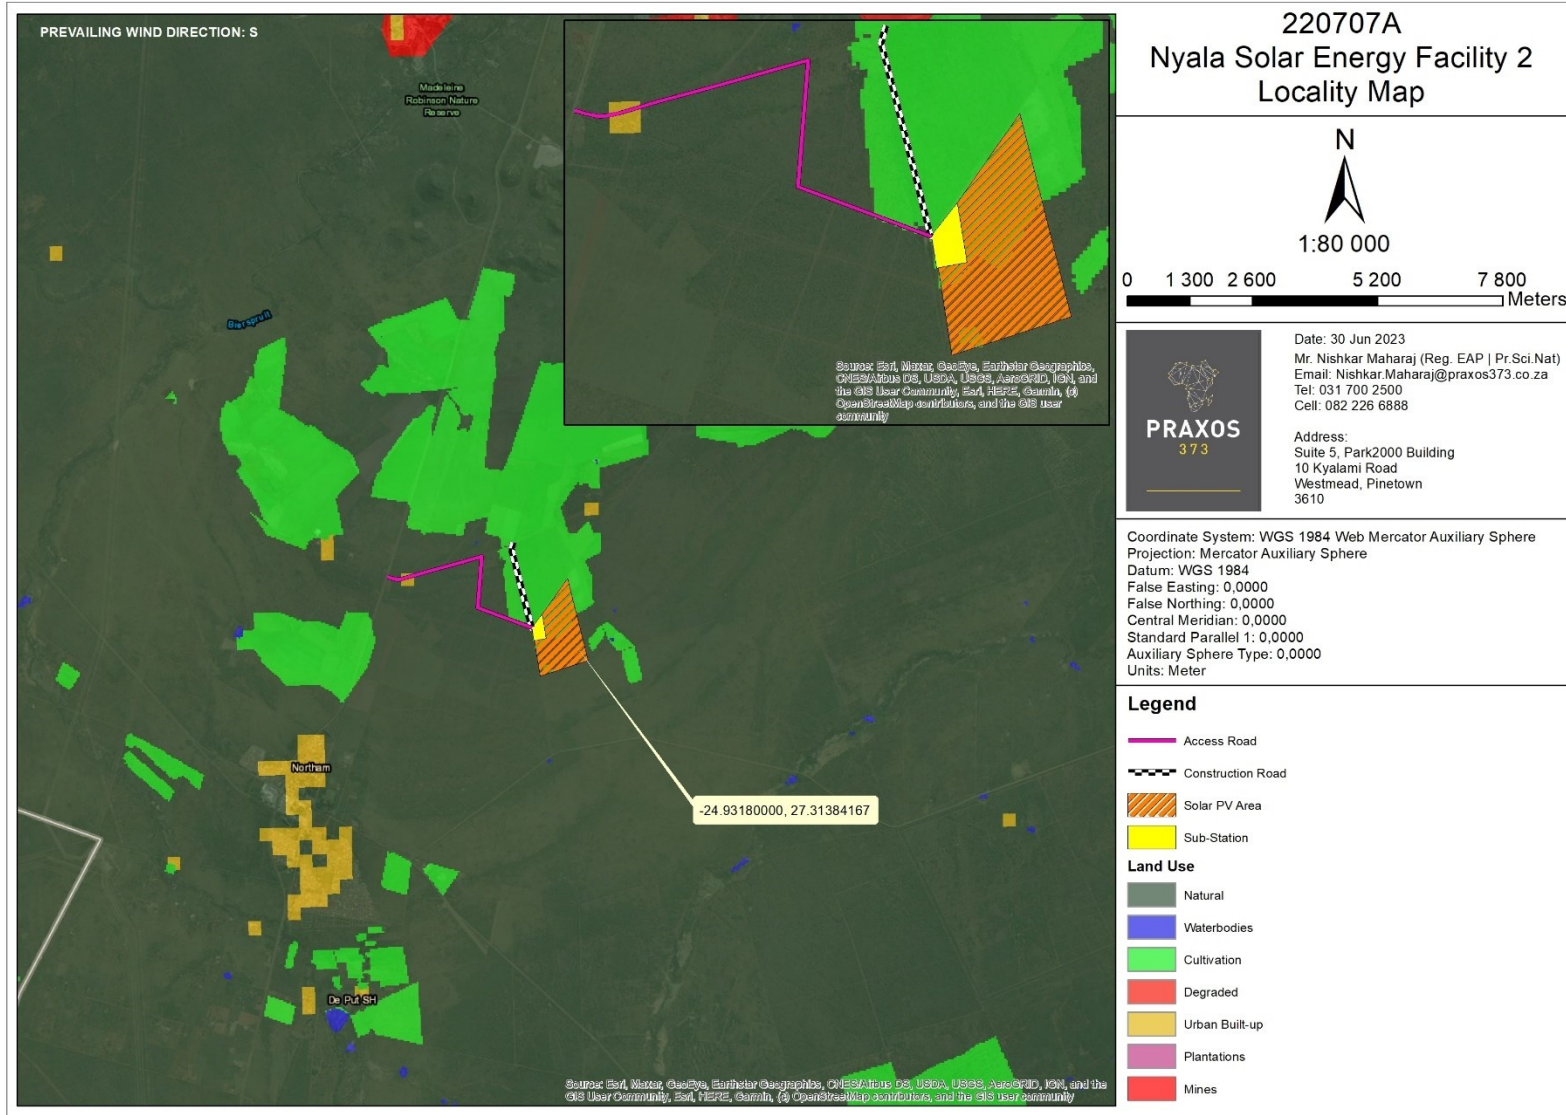 PREVAILING WIND DIRECTION: S
Madeleine
Robinson Nature
Reserve
Bierspruit
Source: Esri, Maxar, GeoEye, Earthstar Geographics,
CNES/Airbus DS, USDA, USGS, AeroGRID, IGN, and
the GIS User Community, Esri, HERE, Garmin, (c)
OpenStreetMap contributors, and the GIS user
community
Northam
-24.93180000, 27.31384167
De Put SH
Source: Esri, Maxar, GeoEye, Earthstar Geographics, CNES/Airbus DS, USDA, USGS, AeroGRID, IGN, and the
GIS User Community, Esri, HERE, Garmin, (c) OpenStreetMap contributors, and the GIS user community
220707A
Nyala Solar Energy Facility 2
Locality Map
N
1:80 000
0 1 300 2 600 5 200 7 800
Meters
PRAXOS
373
Date: 30 Jun 2023
Mr. Nishkar Maharaj (Reg. EAP | Pr.Sci.Nat)
Email: Nishkar.Maharaj@praxos373.co.za
Tel: 031 700 2500
Cell: 082 226 6888
Address:
Suite 5, Park2000 Building
10 Kyalami Road
Westmead, Pinetown
3610
Coordinate System: WGS 1984 Web Mercator Auxiliary Sphere
Projection: Mercator Auxiliary Sphere
Datum: WGS 1984
False Easting: 0,0000
False Northing: 0,0000
Central Meridian: 0,0000
Standard Parallel 1: 0,0000
Auxiliary Sphere Type: 0,0000
Units: Meter
Legend
Access Road
Construction Road
Solar PV Area
Sub-Station
Land Use
Natural
Waterbodies
Cultivation
Degraded
Urban Built-up
Plantations
Mines